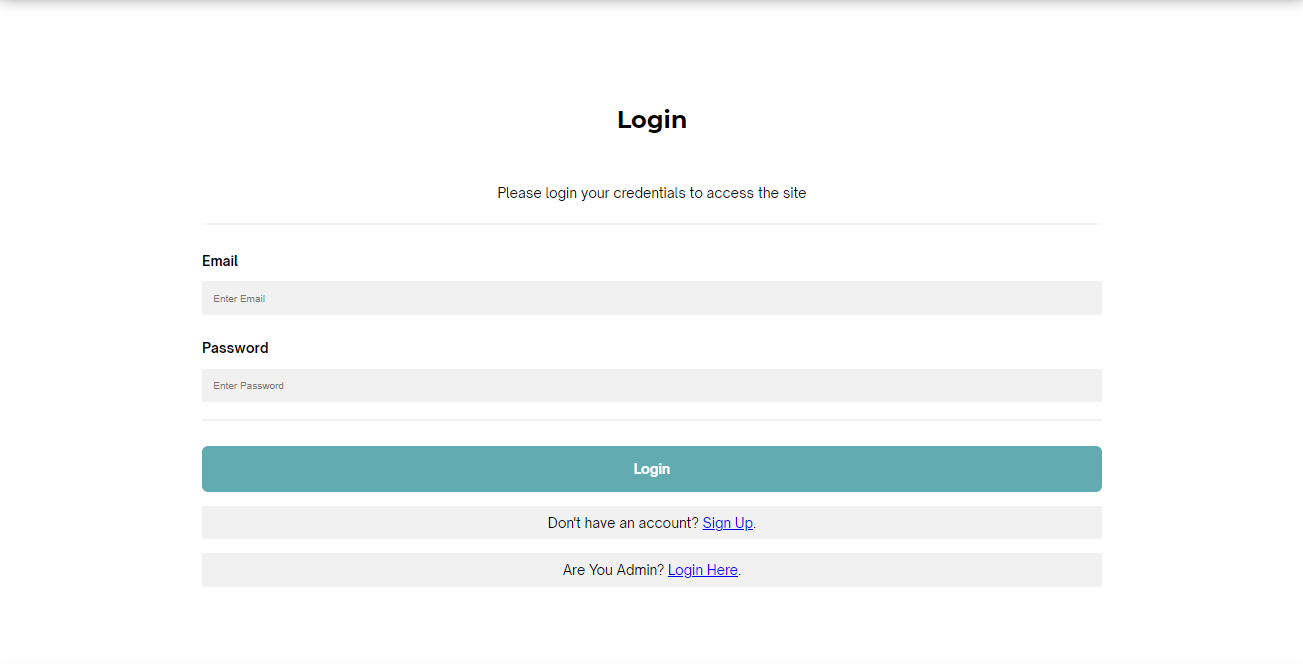 Login
Please login your credentials to access the site
Email
Enter Email
Password
Enter Password
Login
Don't have an account? Sign Up.
Are You Admin? Login Here.